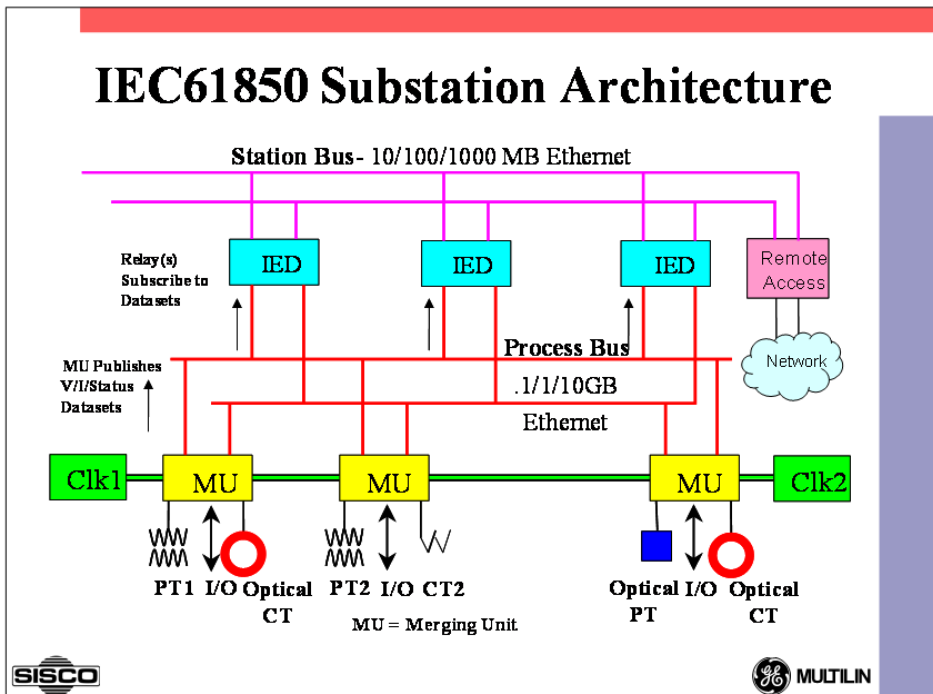 IEC61850 Substation Architecture
Station Bus- 10/100/1000 MB Ethernet
Relay(s)
Subscribe to
Datasets
IED
IED
IED
Remote
Access
Process Bus
Network
MU Publishes
V/I/Status
Datasets
.1/1/10GB
Ethernet
Clk1
MU
MU
MU
Clk2
PT1 I/O Optical
CT
PT2 I/O CT2
Optical I/O Optical
PT CT
MU = Merging Unit
SISCO
GE MULTILIN